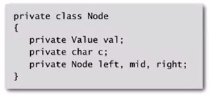 private class Node
{
private Value val;
private char c;
private Node left, mid, right;
}